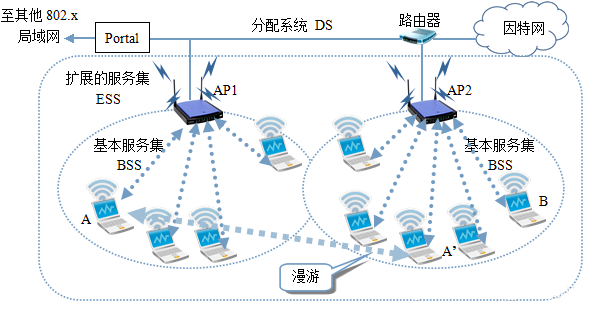 至其他 802.x
局域网
Portal
分配系统 DS
路由器
因特网
扩展的服务集
ESS
AP1
AP2
基本服务集
BSS
基本服务集
BSS
A
B
A’
漫游